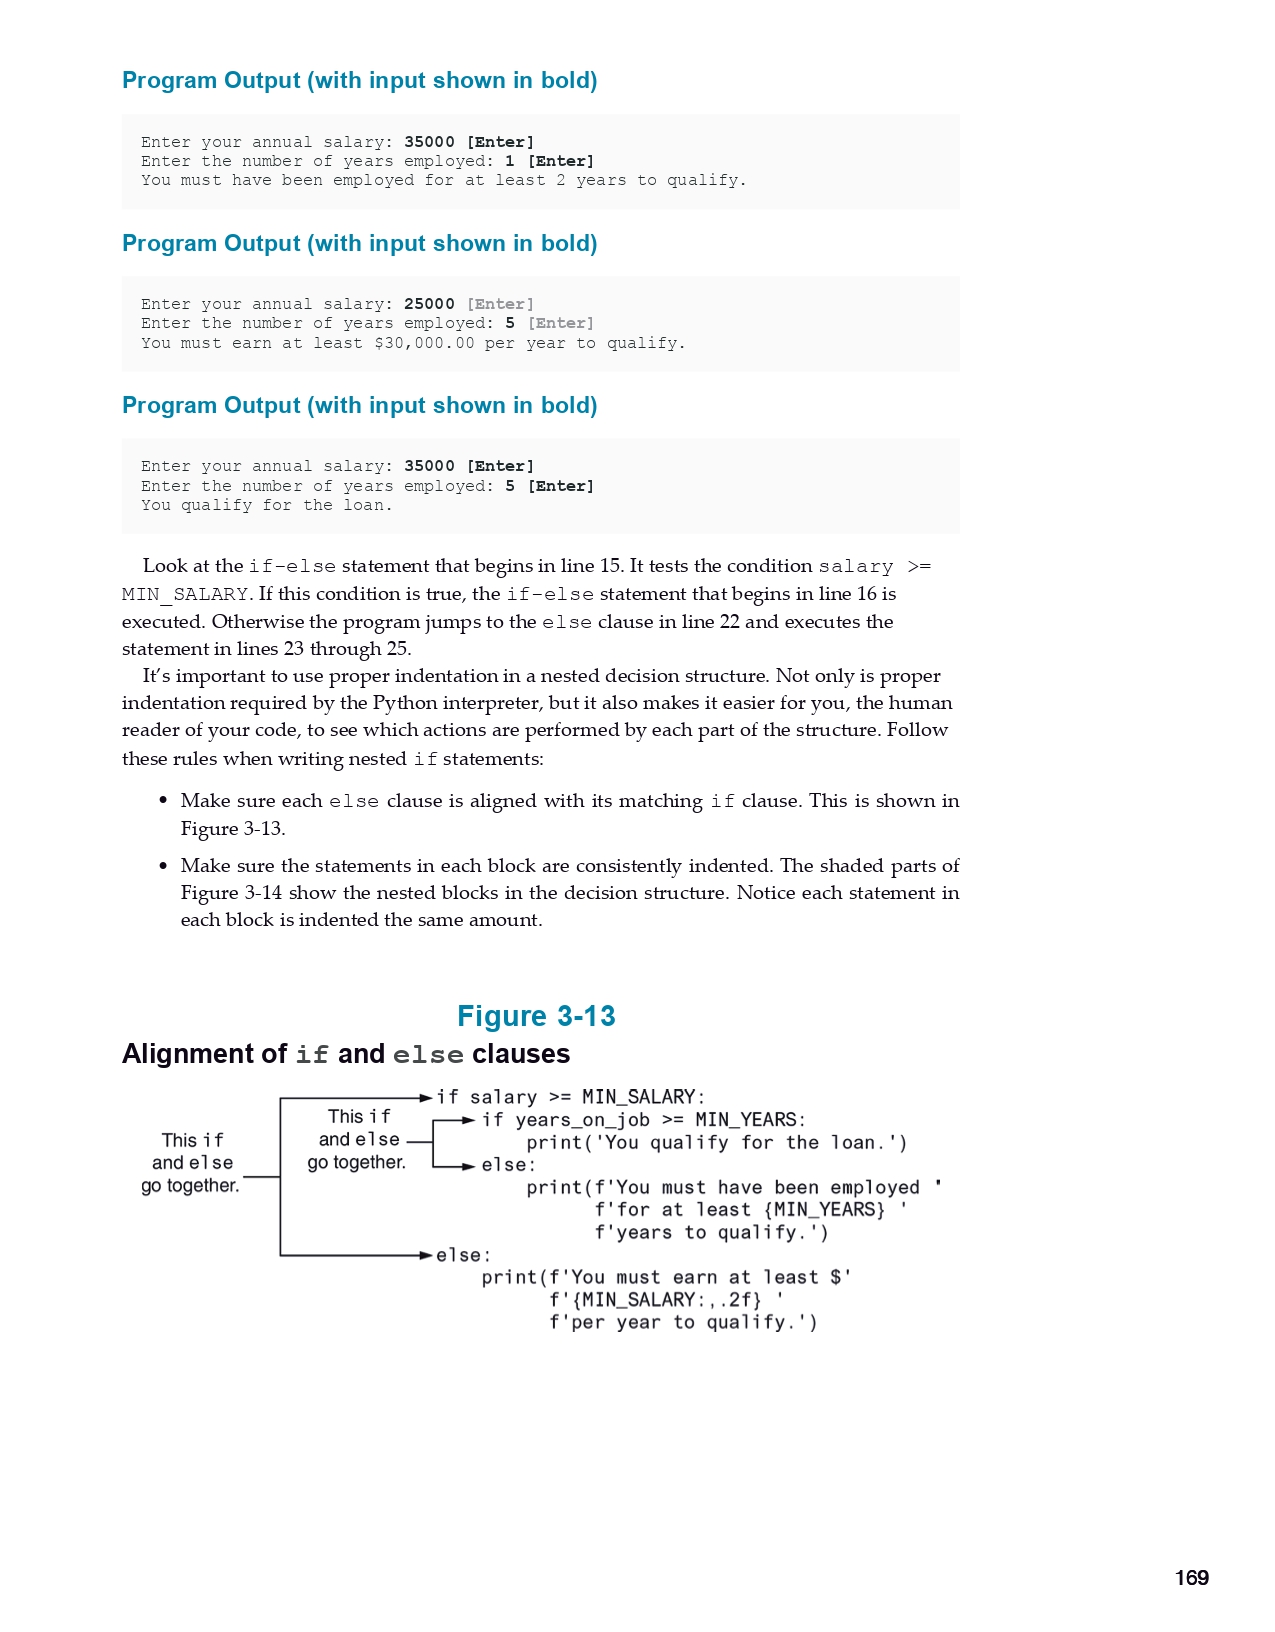 Program Output (with input shown in bold)
Enter your annual salary: 35000 [Enter]
Enter the number of years employed: 1 [Enter]
You must have been employed for at least 2 years to qualify.
Program Output (with input shown in bold)
Enter your annual salary: 25000 [Enter]
Enter the number of years employed: 5 [Enter]
You must earn at least $30,000.00 per year to qualify.
Program Output (with input shown in bold)
Enter your annual salary: 35000 [Enter]
Enter the number of years employed: 5 [Enter]
You qualify for the loan.
Look at the if-else statement that begins in line 15. It tests the condition salary >=
MIN_SALARY. If this condition is true, the if-else statement that begins in line 16 is
executed. Otherwise the program jumps to the else clause in line 22 and executes the
statement in lines 23 through 25.
It’s important to use proper indentation in a nested decision structure. Not only is proper
indentation required by the Python interpreter, but it also makes it easier for you, the human
reader of your code, to see which actions are performed by each part of the structure. Follow
these rules when writing nested if statements:
• Make sure each else clause is aligned with its matching if clause. This is shown in
Figure 3-13.
• Make sure the statements in each block are consistently indented. The shaded parts of
Figure 3-14 show the nested blocks in the decision structure. Notice each statement in
each block is indented the same amount.
Figure 3-13
Alignment of if and else clauses
This if
and else
go together.
This if
and else
go together.
if salary >= MIN_SALARY:
if years_on_job >= MIN_YEARS:
print('You qualify for the loan.')
else:
print(f'You must have been employed '
f'for at least {MIN_YEARS} '
f'years to qualify.')
else:
print(f'You must earn at least $'
f'{MIN_SALARY:,.2f} '
f'per year to qualify.')
169